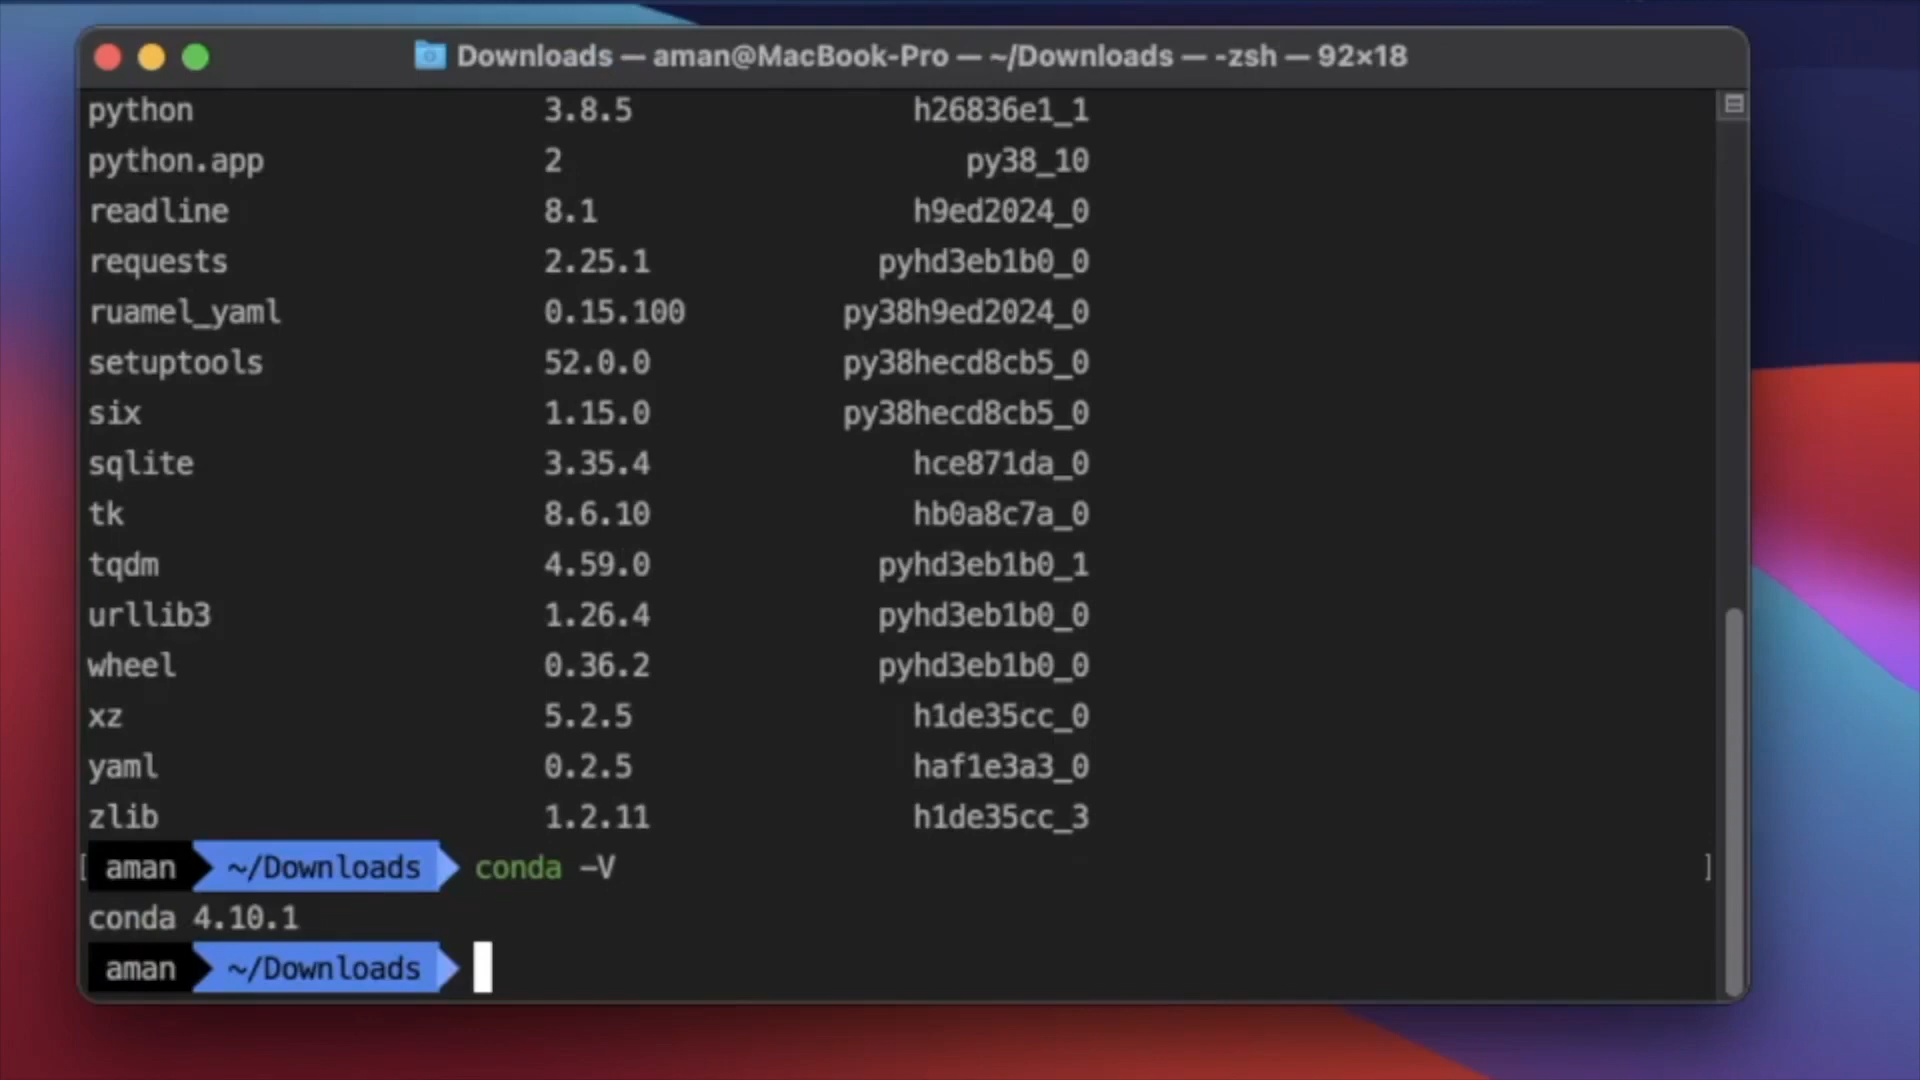 Downloads — aman@MacBook-Pro — ~/Downloads — -zsh — 92×18
python 3.8.5 h26836e1_1
python.app 2 py38_10
readline 8.1 h9ed2024_0
requests 2.25.1 pyhd3eb1b0_0
ruamel_yaml 0.15.100 py38h9ed2024_0
setuptools 52.0.0 py38hecd8cb5_0
six 1.15.0 py38hecd8cb5_0
sqlite 3.35.4 hce871da_0
tk 8.6.10 hb0a8c7a_0
tqdm 4.59.0 pyhd3eb1b0_1
urllib3 1.26.4 pyhd3eb1b0_0
wheel 0.36.2 pyhd3eb1b0_0
xz 5.2.5 h1de35cc_0
yaml 0.2.5 haf1e3a3_0
zlib 1.2.11 h1de35cc_3
[ aman ~/Downloads conda -V ]
conda 4.10.1
aman ~/Downloads